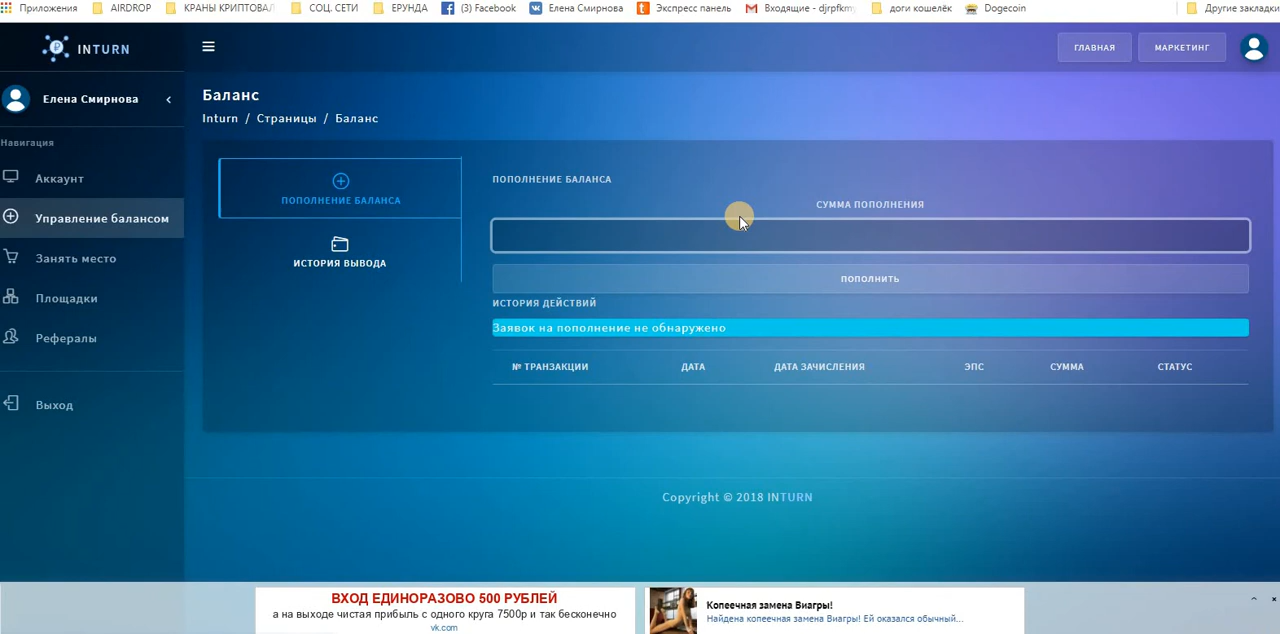 Приложения AIRDROP КРАНЫ КРИПТОВАЛ СОЦ. СЕТИ ЕРУНДА (3) Facebook Елена Смирнова Экспресс панель Входящие - djrpfkm доги кошелёк Dogecoin Другие закладки
INTURN
ГЛАВНАЯ
МАРКЕТИНГ
Елена Смирнова
Навигация
Аккаунт
Управление балансом
Занять место
Площадки
Рефералы
Выход
Баланс
Inturn / Страницы / Баланс
ПОПОЛНЕНИЕ БАЛАНСА
ИСТОРИЯ ВЫВОДА
ПОПОЛНЕНИЕ БАЛАНСА
СУММА ПОПОЛНЕНИЯ
ПОПОЛНИТЬ
ИСТОРИЯ ДЕЙСТВИЙ
Заявок на пополнение не обнаружено
№ ТРАНЗАКЦИИ ДАТА ДАТА ЗАЧИСЛЕНИЯ ЭПС СУММА СТАТУС
Copyright © 2018 INTURN
ВХОД ЕДИНОРАЗОВО 500 РУБЛЕЙ
а на выходе чистая прибыль с одного круга 7500р и так бесконечно
vk.com
Копеечная замена Виагры!
Найдена копеечная замена Виагры! Ей оказался обычный...